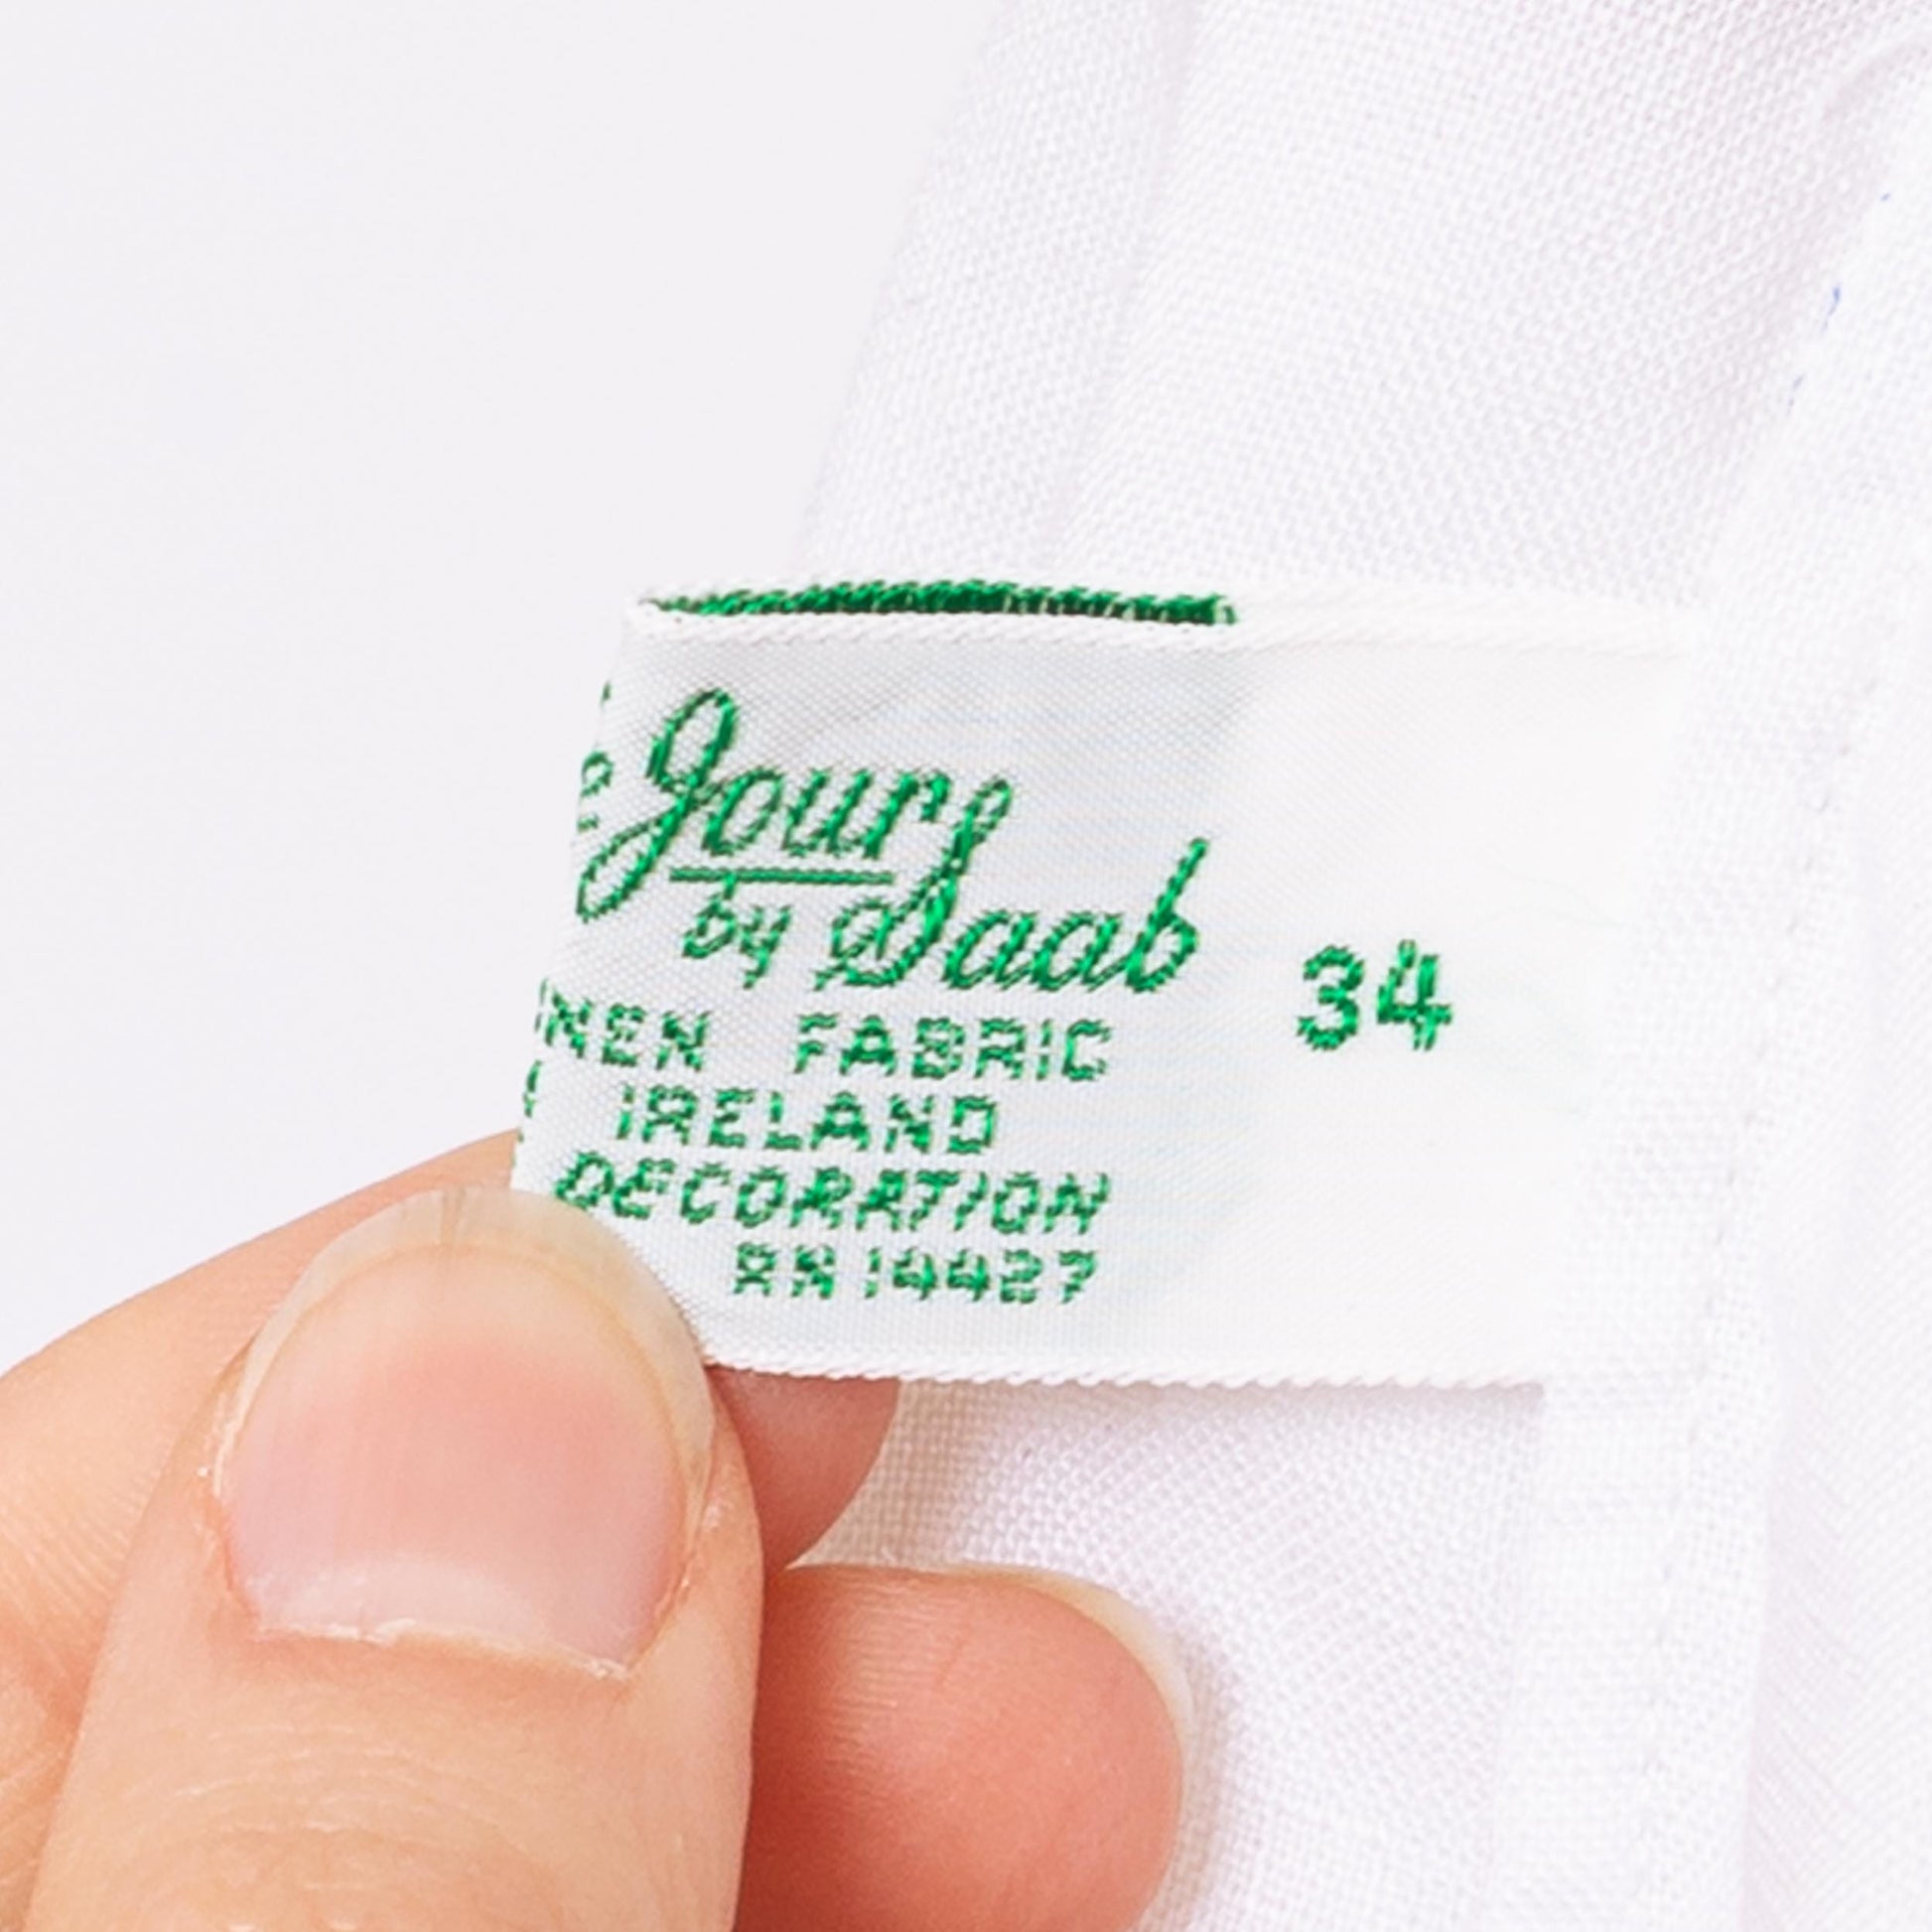 Jour
by Saab
34
NEN FABRIC
IRELAND
DECORATION
RN 14427